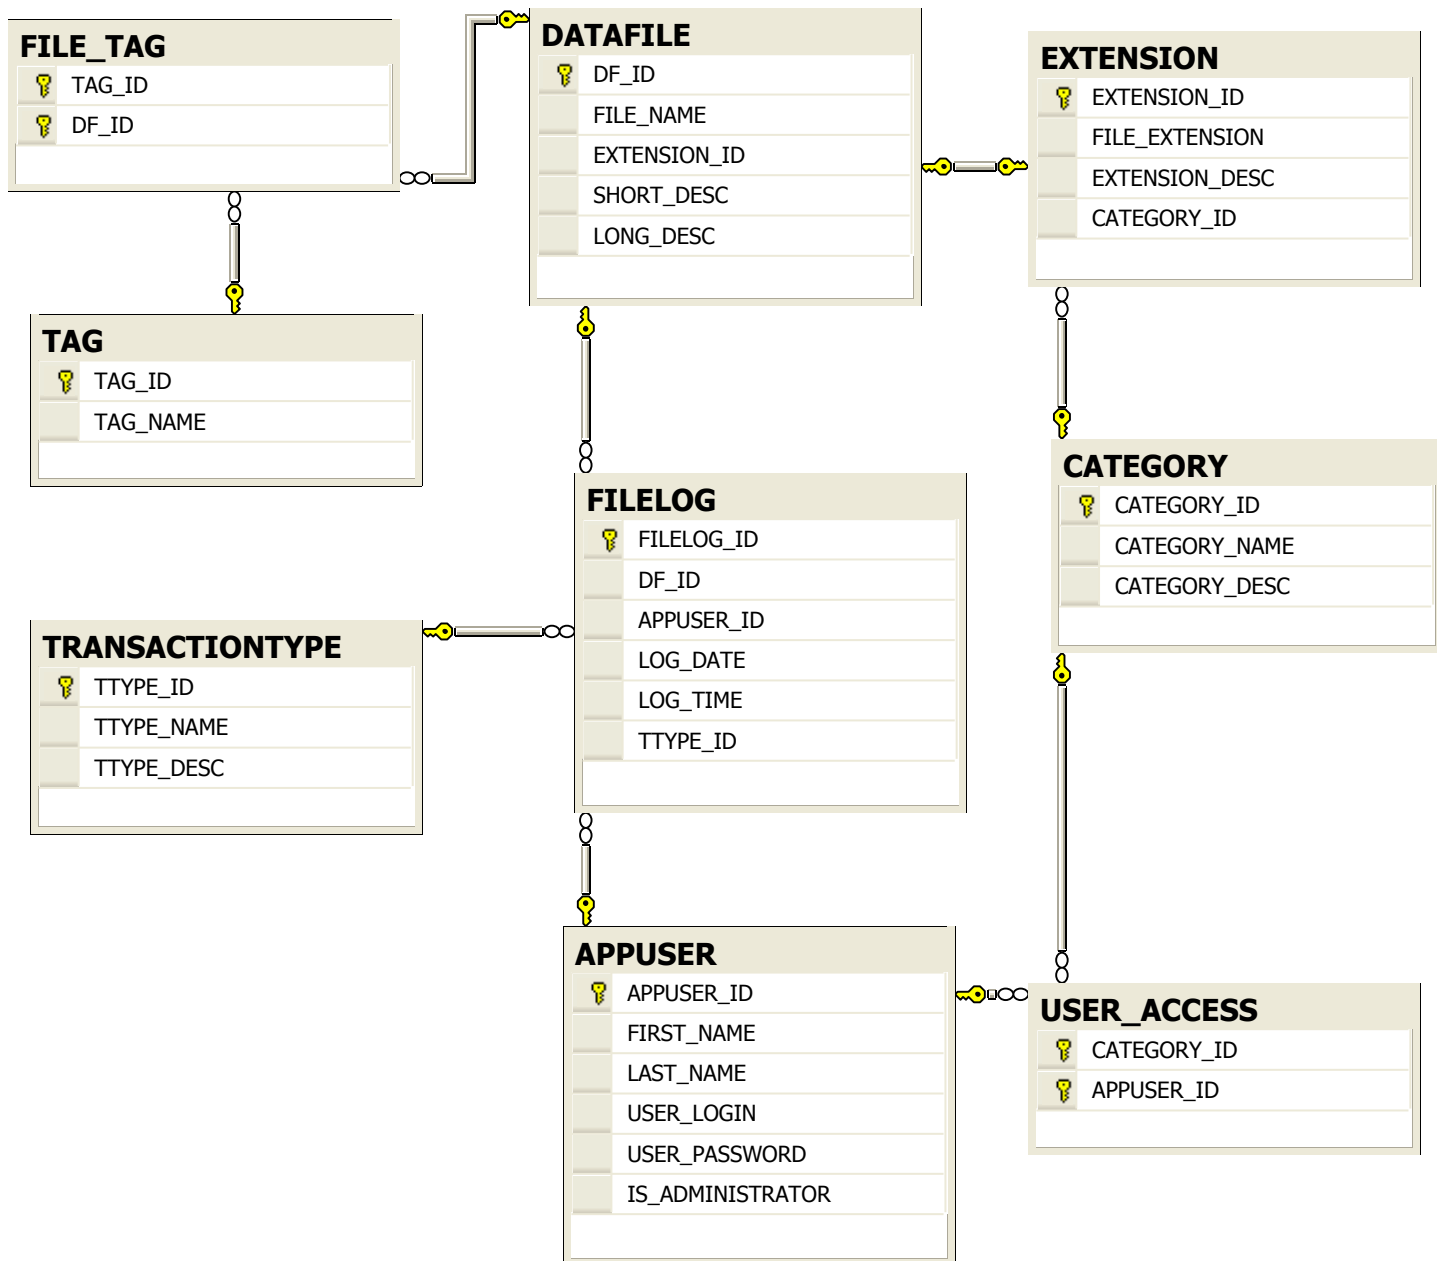 FILE_TAG
TAG_ID
DF_ID
DATAFILE
DF_ID
FILE_NAME
EXTENSION_ID
SHORT_DESC
LONG_DESC
EXTENSION
EXTENSION_ID
FILE_EXTENSION
EXTENSION_DESC
CATEGORY_ID
TAG
TAG_ID
TAG_NAME
FILELOG
FILELOG_ID
DF_ID
APPUSER_ID
LOG_DATE
LOG_TIME
TTYPE_ID
CATEGORY
CATEGORY_ID
CATEGORY_NAME
CATEGORY_DESC
TRANSACTIONTYPE
TTYPE_ID
TTYPE_NAME
TTYPE_DESC
APPUSER
APPUSER_ID
FIRST_NAME
LAST_NAME
USER_LOGIN
USER_PASSWORD
IS_ADMINISTRATOR
USER_ACCESS
CATEGORY_ID
APPUSER_ID